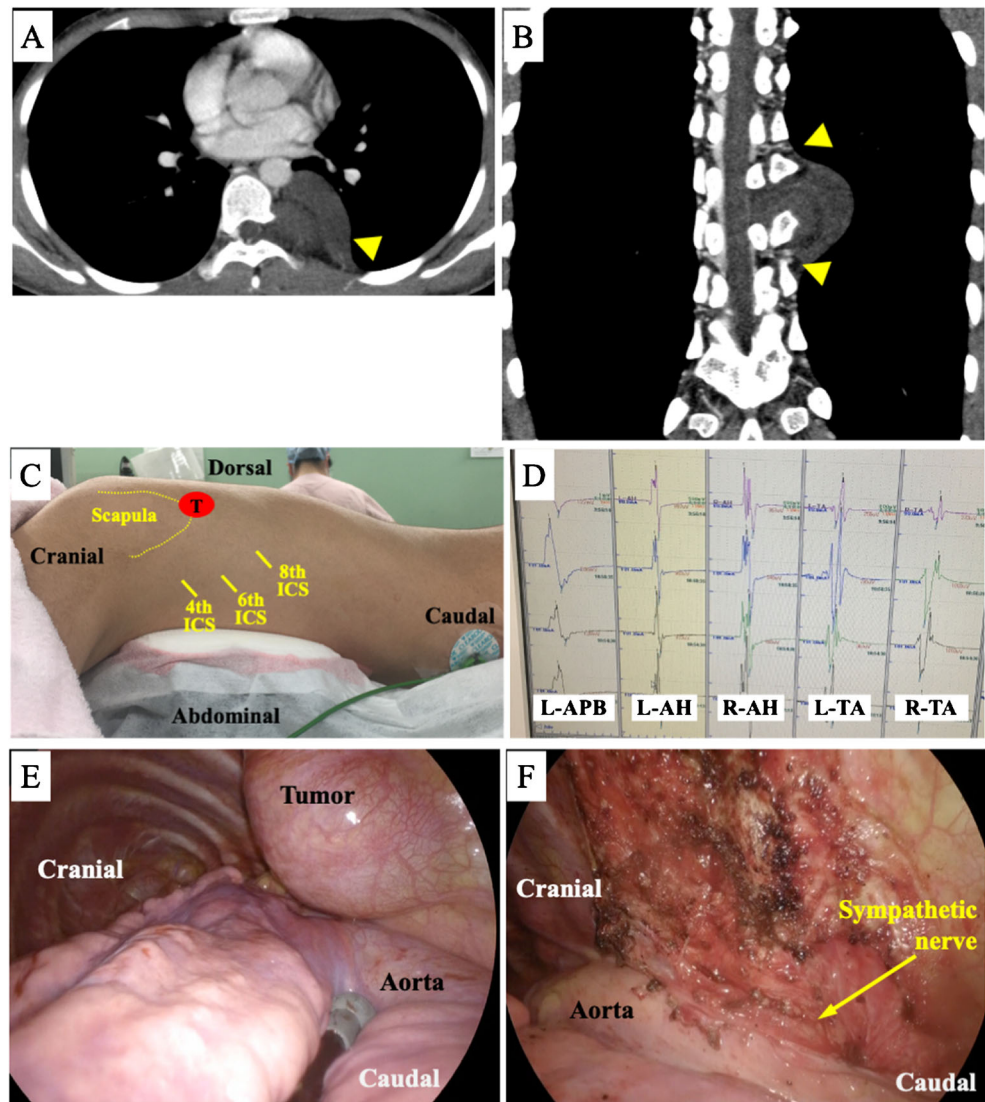 A
B
C
Dorsal
T
Scapula
Cranial
8th
ICS
6th
ICS
4th
ICS
Caudal
Abdominal
D
L-APB
L-AH
R-AH
L-TA
R-TA
E
Tumor
Cranial
Aorta
Caudal
F
Cranial
Sympathetic
nerve
Aorta
Caudal